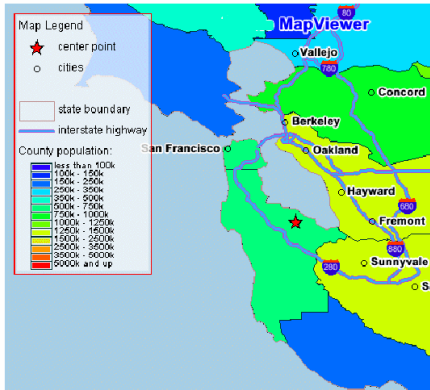 MapViewer
80
Map Legend
center point
cities
state boundary
interstate highway
County population:
less than 100k
100k - 150k
150k - 250k
250k - 350k
350k - 500k
500k - 750k
750k - 1000k
1000k - 1250k
1250k - 1500k
1500k - 2500k
2500k - 3500k
3500k - 5000k
5000k and up
Vallejo
780
Concord
Berkeley
San Francisco
Oakland
Hayward
680
Fremont
880
280
Sunnyvale